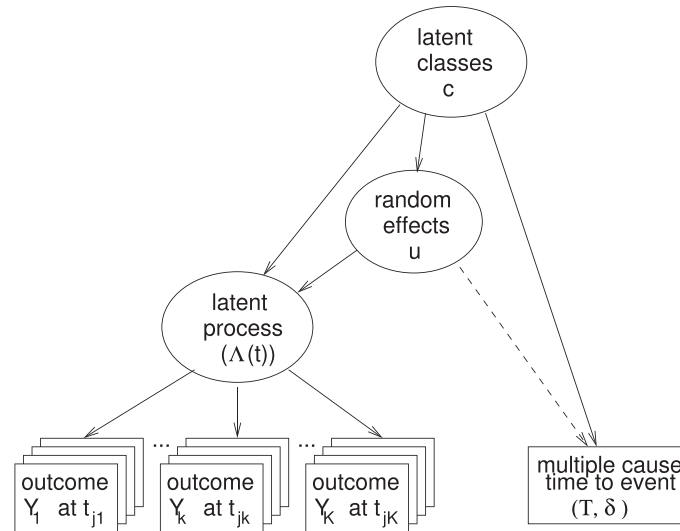 latent
classes
c
random
effects
u
latent
process
(Λ(t))
... ...
outcome
Y1 at tj1
outcome
Yk at tjk
outcome
YK at tjK
multiple cause
time to event
(T, δ )